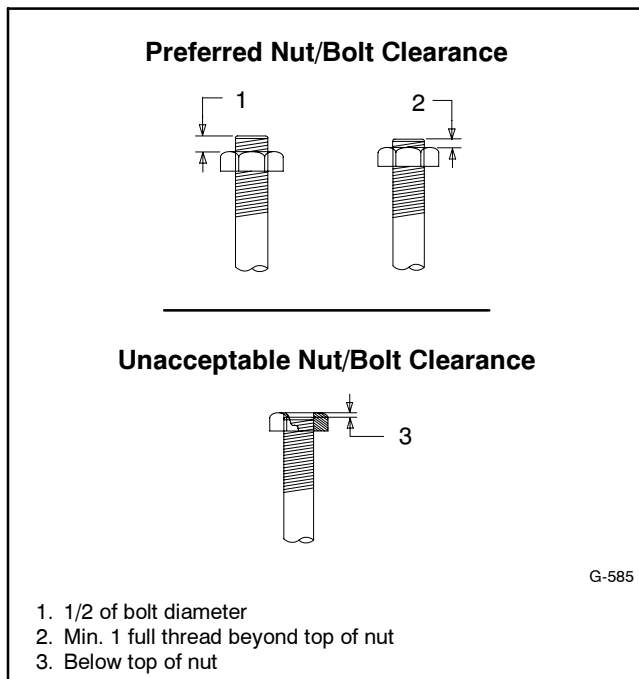 Preferred Nut/Bolt Clearance
1
2
Unacceptable Nut/Bolt Clearance
3
G-585
1. 1/2 of bolt diameter
2. Min. 1 full thread beyond top of nut
3. Below top of nut